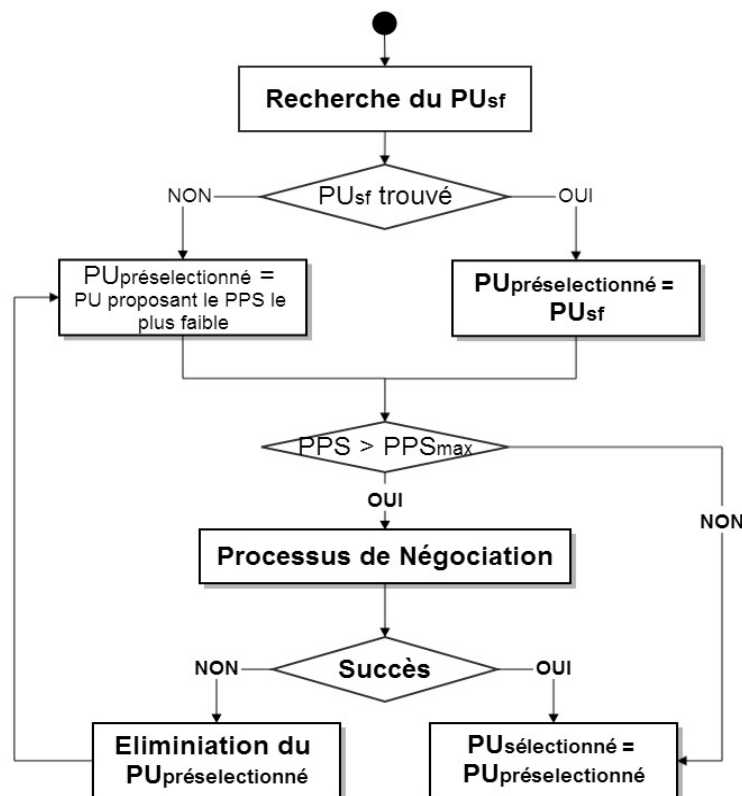 Recherche du PUsf
PUsf trouvé
NON
OUI
PUpréselectionné =
PU proposant le PPS le
plus faible
PUpréselectionné =
PUsf
PPS > PPSmax
OUI
NON
Processus de Négociation
Succès
NON
OUI
Eliminiation du
PUpréselectionné
PUsélectionné =
PUpréselectionné